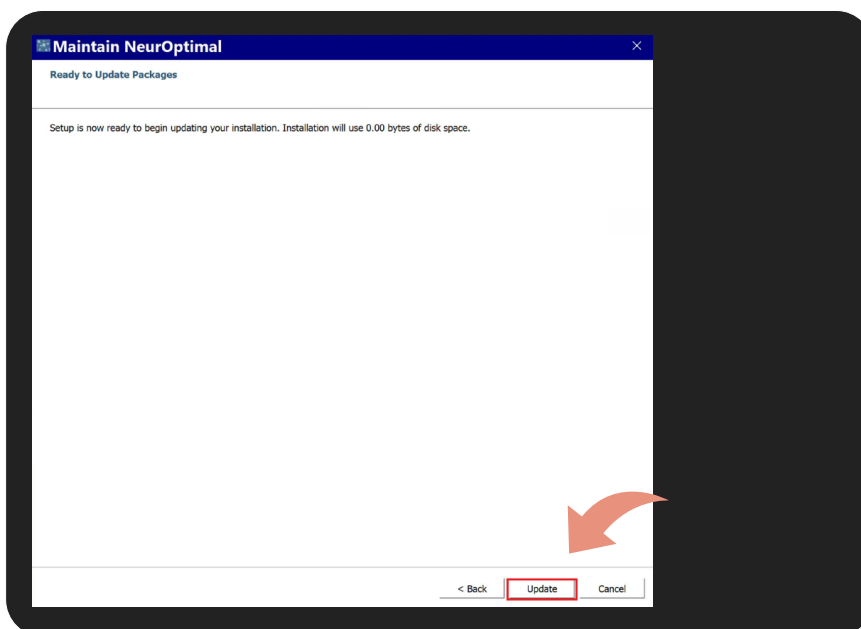 Maintain NeurOptimal
Ready to Update Packages
Setup is now ready to begin updating your installation. Installation will use 0.00 bytes of disk space.
< Back Update Cancel